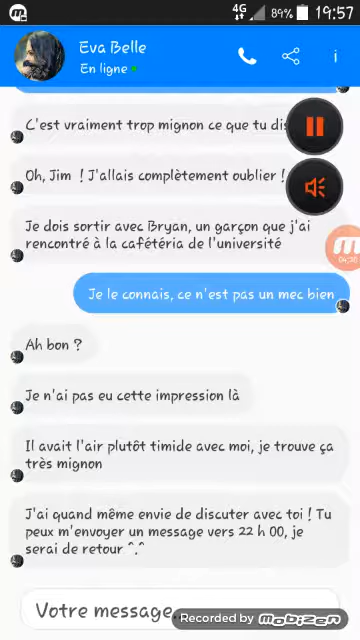 4G 89% 19:57
Eva Belle
En ligne
C'est vraiment trop mignon ce que tu dis
Oh, Jim ! J'allais complètement oublier !
Je dois sortir avec Bryan, un garçon que j'ai
rencontré à la cafétéria de l'université
04:20
Je le connais, ce n'est pas un mec bien
Ah bon ?
Je n'ai pas eu cette impression là
Il avait l'air plutôt timide avec moi, je trouve ça
très mignon
J'ai quand même envie de discuter avec toi ! Tu
peux m'envoyer un message vers 22 h 00, je
serai de retour ^.^
Votre message...
Recorded by MOBIZEN